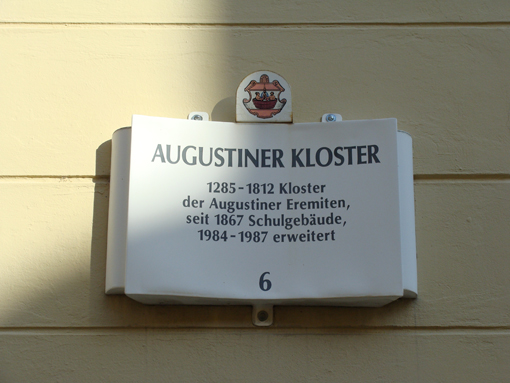 AUGUSTINER KLOSTER
1285 - 1812 Kloster
der Augustiner Eremiten,
seit 1867 Schulgebäude,
1984 - 1987 erweitert
6